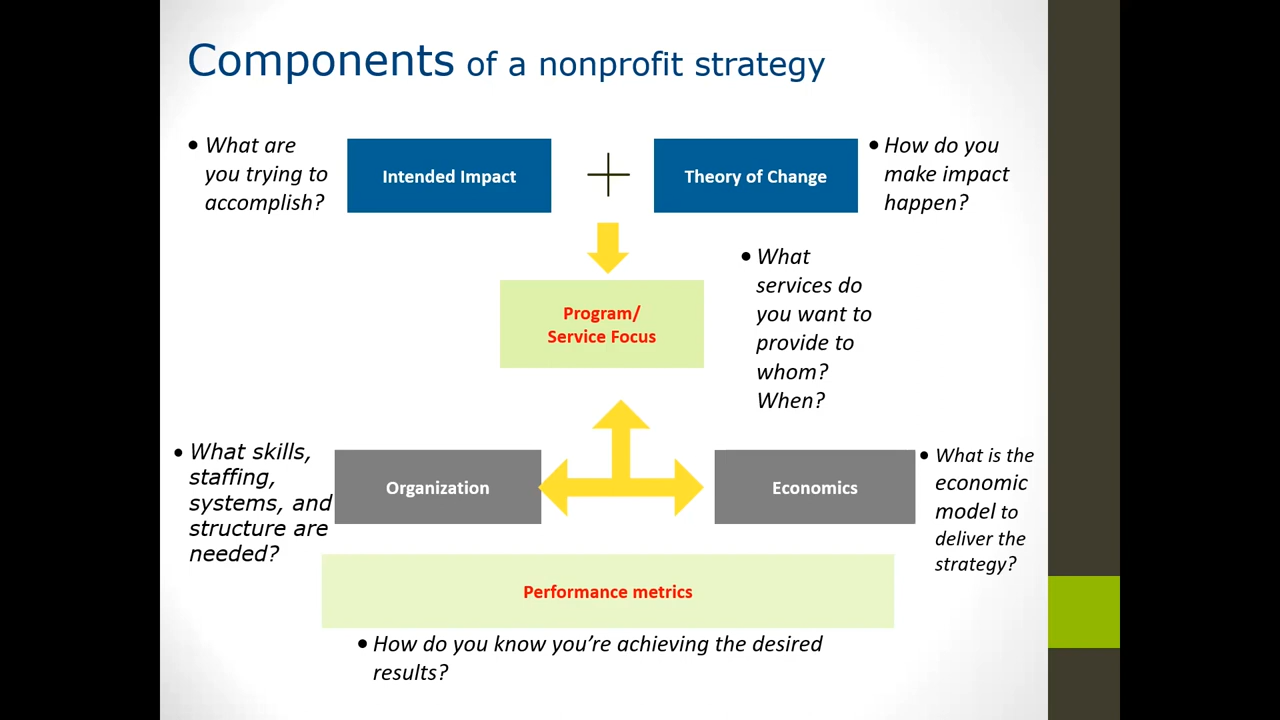 Components of a nonprofit strategy
• What are
you trying to
accomplish?
Intended Impact
Theory of Change
• How do you
make impact
happen?
Program/
Service Focus
• What
services do
you want to
provide to
whom?
When?
• What skills,
staffing,
systems, and
structure are
needed?
Organization
Economics
• What is the
economic
model to
deliver the
strategy?
Performance metrics
• How do you know you’re achieving the desired
results?